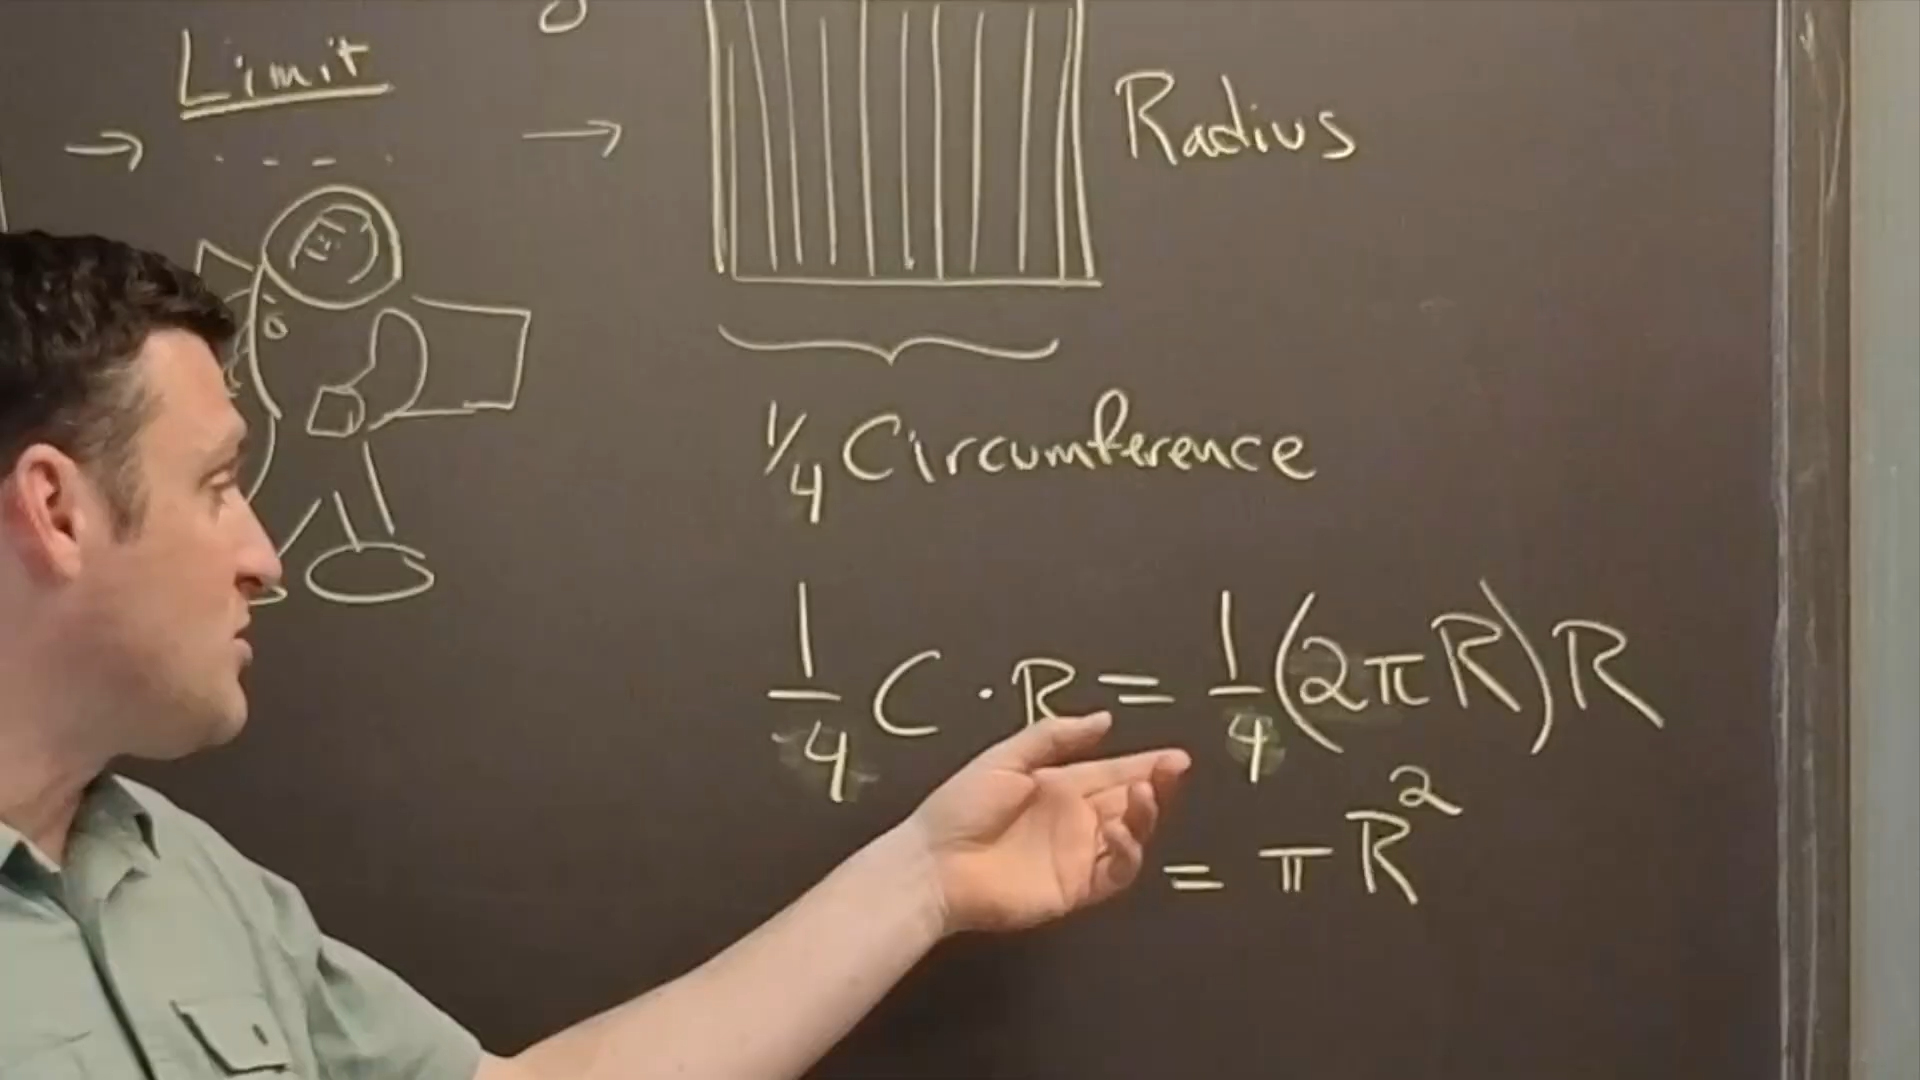 Limit
Radius
1/4 Circumference
1/4 C · R = 1/4 (2πR)R
= πR²